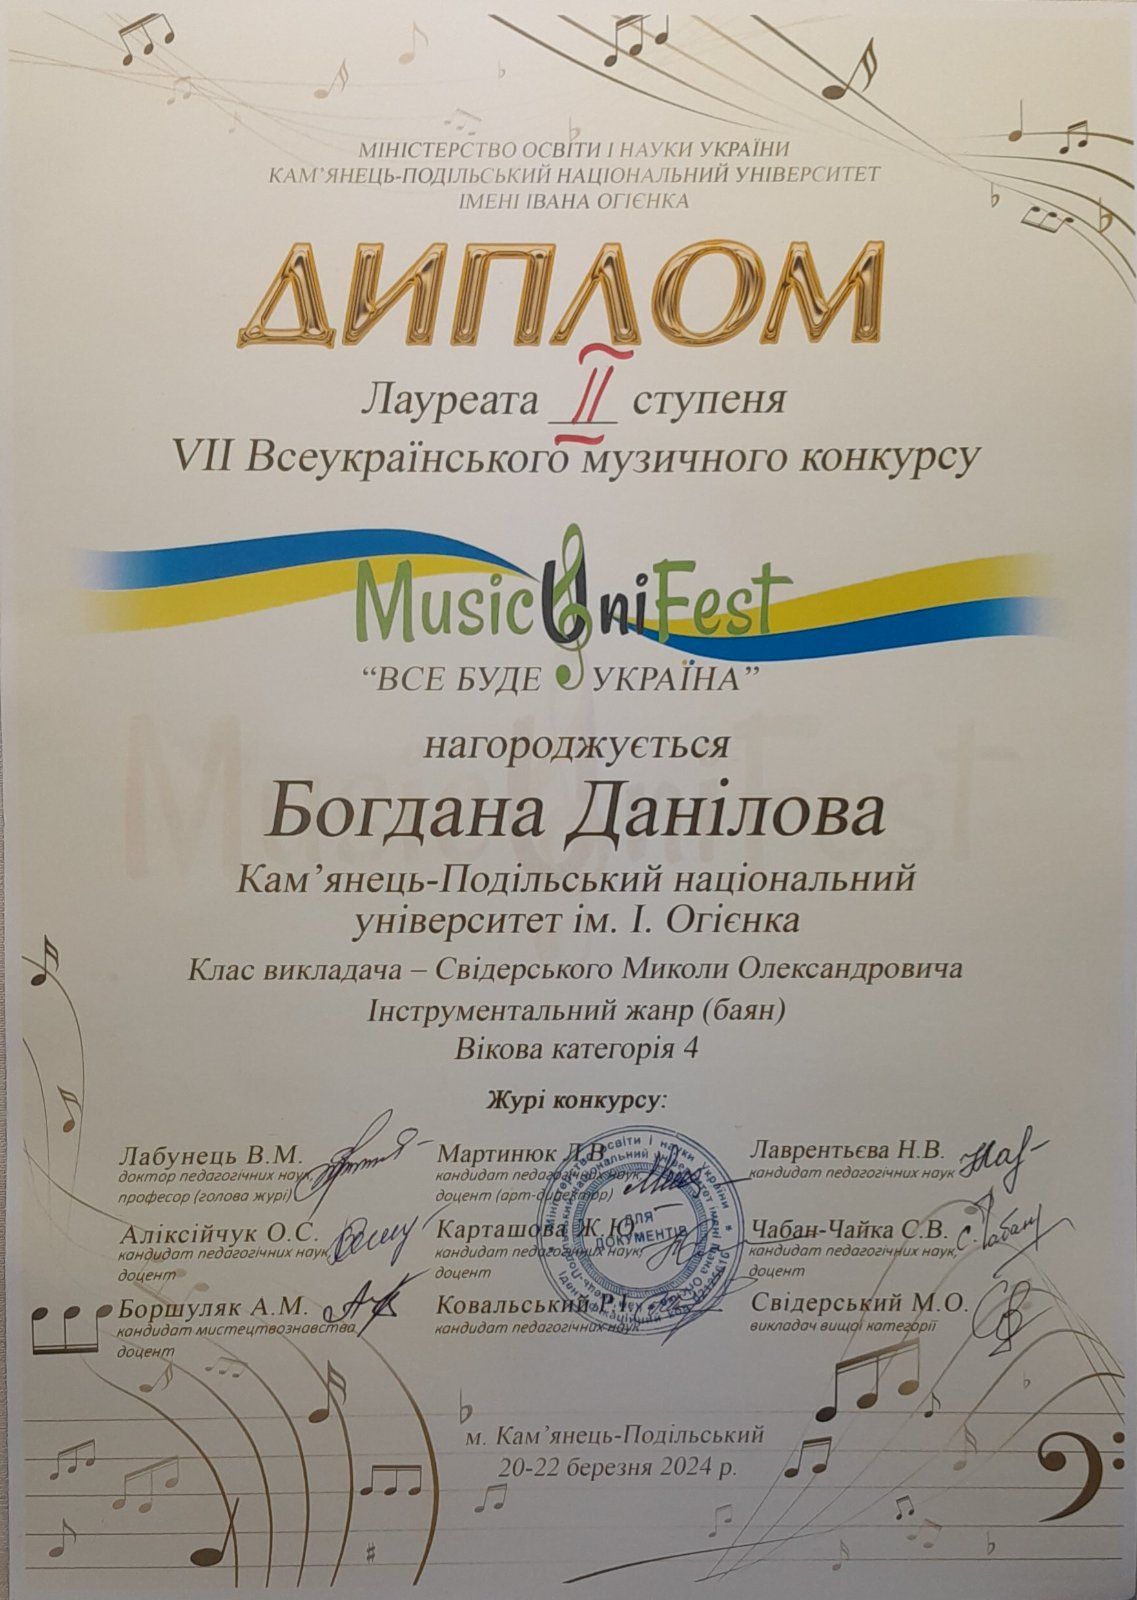 МІНІСТЕРСТВО ОСВІТИ І НАУКИ УКРАЇНИ
КАМ’ЯНЕЦЬ-ПОДІЛЬСЬКИЙ НАЦІОНАЛЬНИЙ УНІВЕРСИТЕТ
ІМЕНІ ІВАНА ОГІЄНКА
ДИПЛОМ
Лауреата II ступеня
VII Всеукраїнського музичного конкурсу
MusicUniFest
“ВСЕ БУДЕ УКРАЇНА”
нагороджується
Богдана Данілова
Кам’янець-Подільський національний
університет ім. І. Огієнка
Клас викладача – Свідерського Миколи Олександровича
Інструментальний жанр (баян)
Вікова категорія 4
Журі конкурсу:
Лабунець В.М.
доктор педагогічних наук,
професор (голова журі)
Мартинюк Л.В.
кандидат педагогічних наук,
доцент (арт-директор)
Лаврентьєва Н.В.
кандидат педагогічних наук
Аліксійчук О.С.
кандидат педагогічних наук,
доцент
Карташова Ж.Ю.
кандидат педагогічних наук,
доцент
Чабан-Чайка С.В.
кандидат педагогічних наук,
доцент
Боршуляк А.М.
кандидат мистецтвознавства
доцент
Ковальський Р.І.
кандидат педагогічних наук
Свідерський М.О.
викладач вищої категорії
ДЛЯ
ДОКУМЕНТІВ
м. Кам’янець-Подільський
20-22 березня 2024 р.